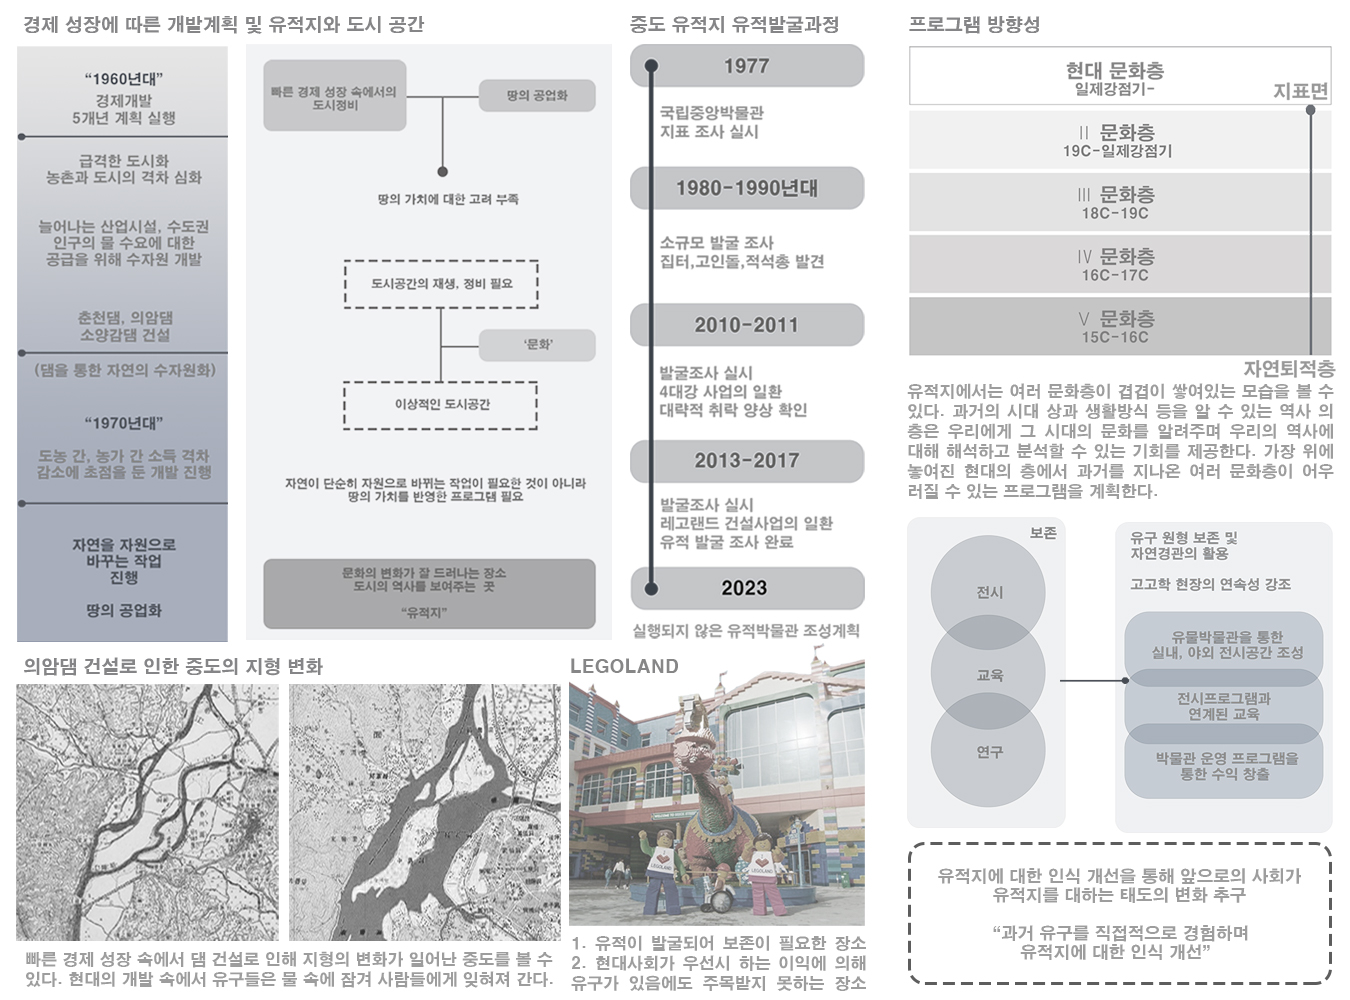 경제 성장에 따른 개발계획 및 유적지와 도시 공간
“1960년대”
경제개발
5개년 계획 실행
급격한 도시화
농촌과 도시의 격차 심화
늘어나는 산업시설, 수도권
인구의 물 수요에 대한
공급을 위해 수자원 개발
춘천댐, 의암댐
소양감댐 건설
(댐을 통한 자연의 수자원화)
“1970년대”
도농 간, 농가 간 소득 격차
감소에 초점을 둔 개발 진행
자연을 자원으로
바꾸는 작업
진행
땅의 공업화
빠른 경제 성장 속에서의
도시정비
땅의 공업화
땅의 가치에 대한 고려 부족
도시공간의 재생, 정비 필요
‘문화’
이상적인 도시공간
자연이 단순히 자원으로 바뀌는 작업이 필요한 것이 아니라
땅의 가치를 반영한 프로그램 필요
문화의 변화가 잘 드러나는 장소
도시의 역사를 보여주는 곳
“유적지”
중도 유적지 유적발굴과정
1977
국립중앙박물관
지표 조사 실시
1980-1990년대
소규모 발굴 조사
집터,고인돌,적석총 발견
2010-2011
발굴조사 실시
4대강 사업의 일환
대략적 취락 양상 확인
2013-2017
발굴조사 실시
레고랜드 건설사업의 일환
유적 발굴 조사 완료
2023
실행되지 않은 유적박물관 조성계획
프로그램 방향성
현대 문화층
일제강점기-
지표면
II 문화층
19C-일제강점기
III 문화층
18C-19C
IV 문화층
16C-17C
V 문화층
15C-16C
자연퇴적층
유적지에서는 여러 문화층이 겹겹이 쌓여있는 모습을 볼 수
있다. 과거의 시대 상과 생활방식 등을 알 수 있는 역사 의
층은 우리에게 그 시대의 문화를 알려주며 우리의 역사에
대해 해석하고 분석할 수 있는 기회를 제공한다. 가장 위에
놓여진 현대의 층에서 과거를 지나온 여러 문화층이 어우
러질 수 있는 프로그램을 계획한다.
보존
전시
교육
연구
유구 원형 보존 및
자연경관의 활용
고고학 현장의 연속성 강조
유물박물관을 통한
실내, 야외 전시공간 조성
전시프로그램과
연계된 교육
박물관 운영 프로그램을
통한 수익 창출
유적지에 대한 인식 개선을 통해 앞으로의 사회가
유적지를 대하는 태도의 변화 추구
“과거 유구를 직접적으로 경험하며
유적지에 대한 인식 개선”
의암댐 건설로 인한 중도의 지형 변화
빠른 경제 성장 속에서 댐 건설로 인해 지형의 변화가 일어난 중도를 볼 수
있다. 현대의 개발 속에서 유구들은 물 속에 잠겨 사람들에게 잊혀져 간다.
LEGOLAND
I
LEGOLAND
I
LEGOLAND
1. 유적이 발굴되어 보존이 필요한 장소
2. 현대사회가 우선시 하는 이익에 의해
유구가 있음에도 주목받지 못하는 장소